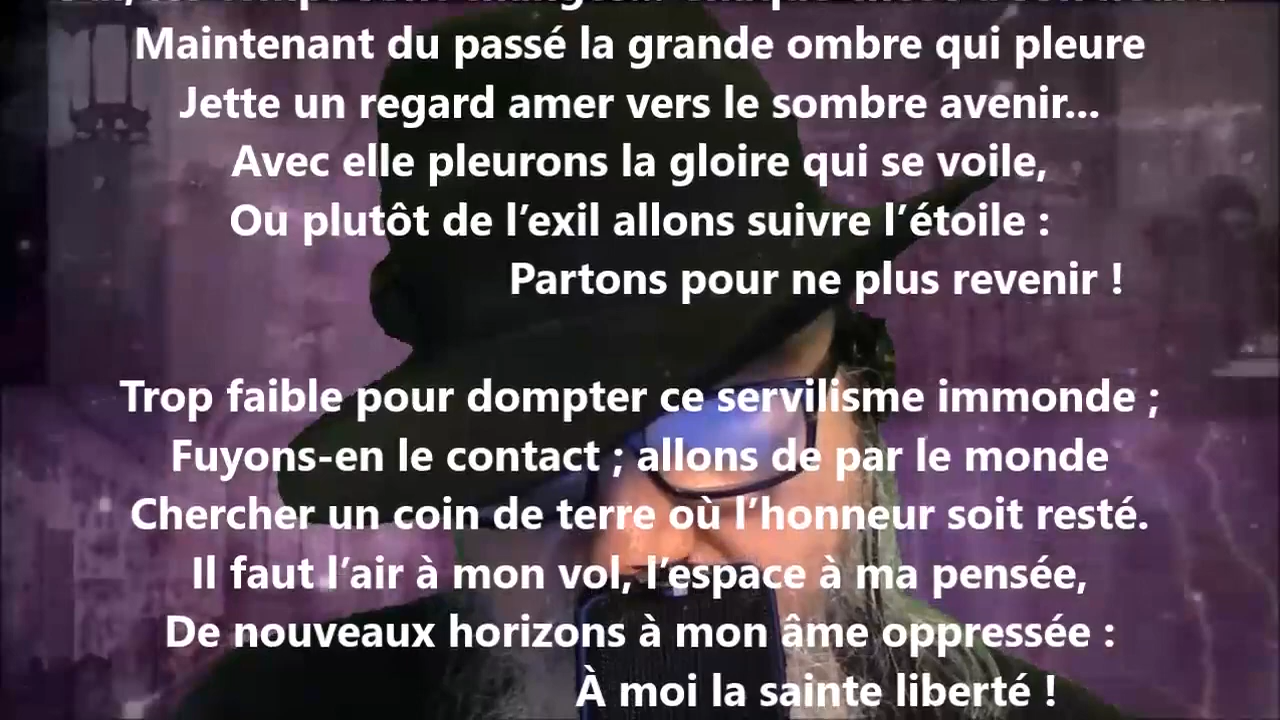 Maintenant du passé la grande ombre qui pleure
Jette un regard amer vers le sombre avenir...
Avec elle pleurons la gloire qui se voile,
Ou plutôt de l’exil allons suivre l’étoile :
Partons pour ne plus revenir !
Trop faible pour dompter ce servilisme immonde ;
Fuyons-en le contact ; allons de par le monde
Chercher un coin de terre où l’honneur soit resté.
Il faut l’air à mon vol, l’espace à ma pensée,
De nouveaux horizons à mon âme oppressée :
À moi la sainte liberté !